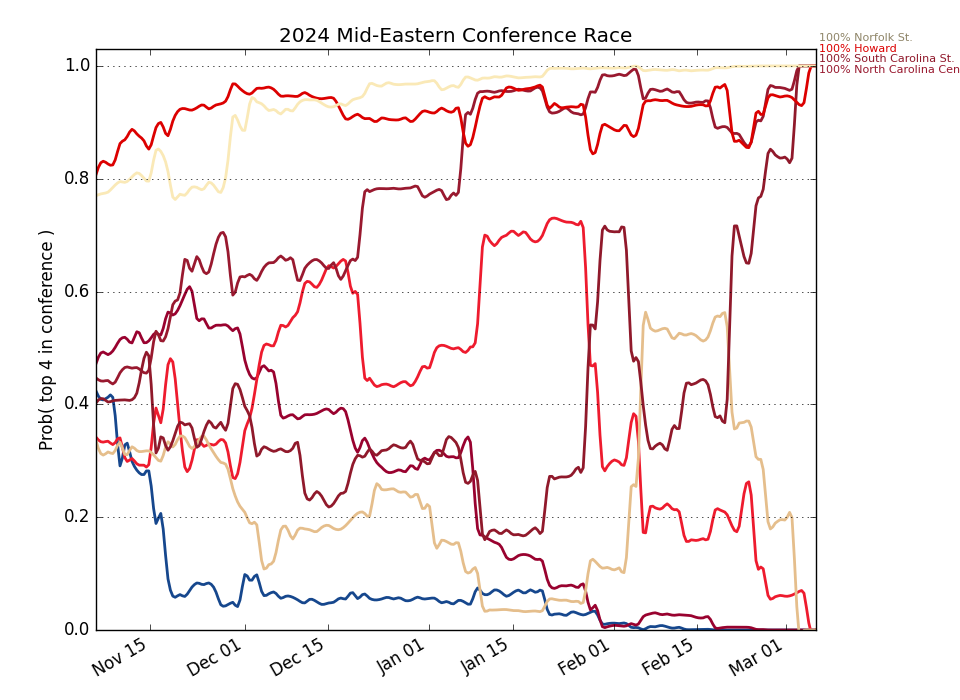 2024 Mid-Eastern Conference Race
100% Norfolk St.
100% Howard
100% South Carolina St.
100% North Carolina Cen
Prob( top 4 in conference )
1.0
0.8
0.6
0.4
0.2
0.0
Nov 15
Dec 01
Dec 15
Jan 01
Jan 15
Feb 01
Feb 15
Mar 01